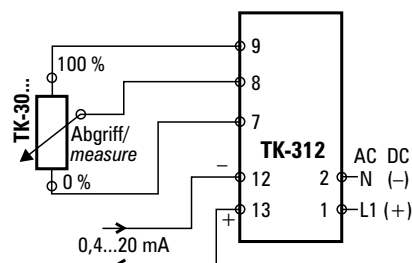 100 %
9
8
TK-30...
Abgriff/
measure
7
TK-312
AC DC
0 %
– 12
2 N (–)
+ 13
1 L1 (+)
0,4...20 mA